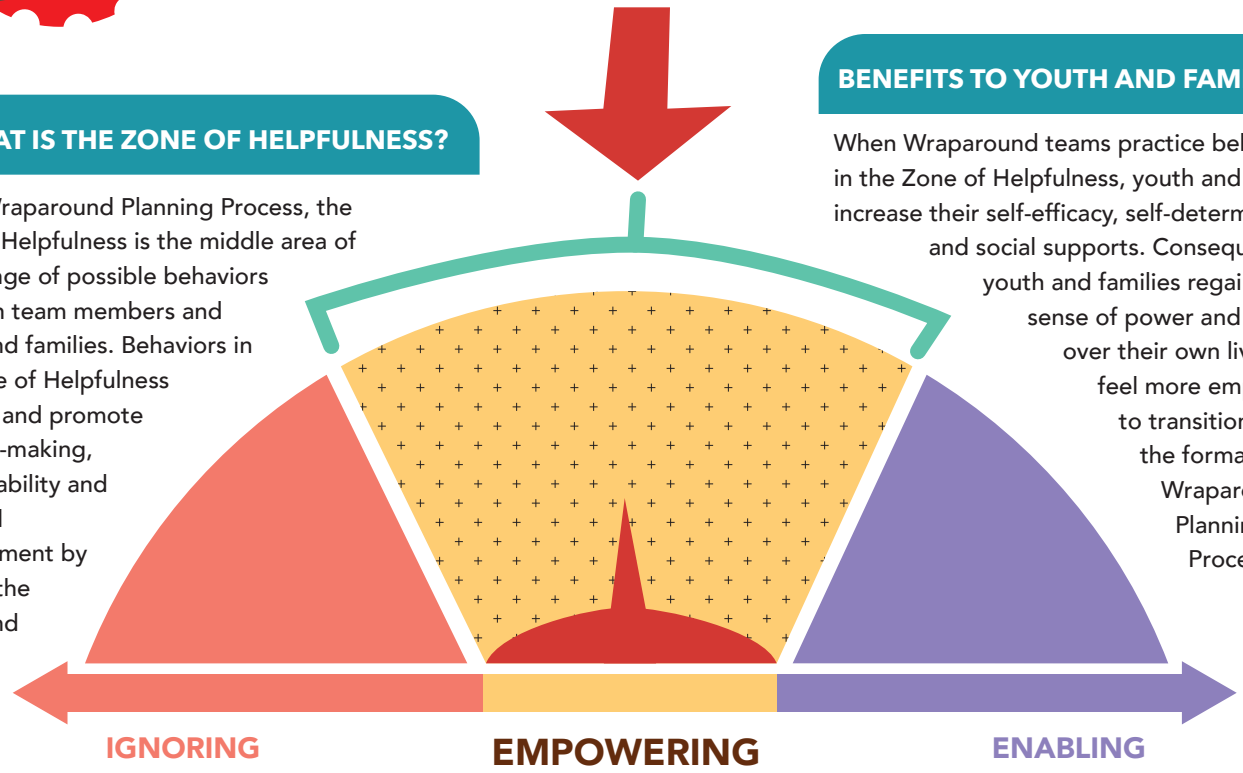 AT IS THE ZONE OF HELPFULNESS?
raparound Planning Process, the
Helpfulness is the middle area of
nge of possible behaviors
n team members and
nd families. Behaviors in
e of Helpfulness
and promote
-making,
ability and
ment by
the
nd
BENEFITS TO YOUTH AND FAM
When Wraparound teams practice beh
in the Zone of Helpfulness, youth and
increase their self-efficacy, self-determ
and social supports. Consequ
youth and families regai
sense of power and
over their own liv
feel more em
to transition
the forma
Wraparo
Plannin
Proce
IGNORING
EMPOWERING
ENABLING